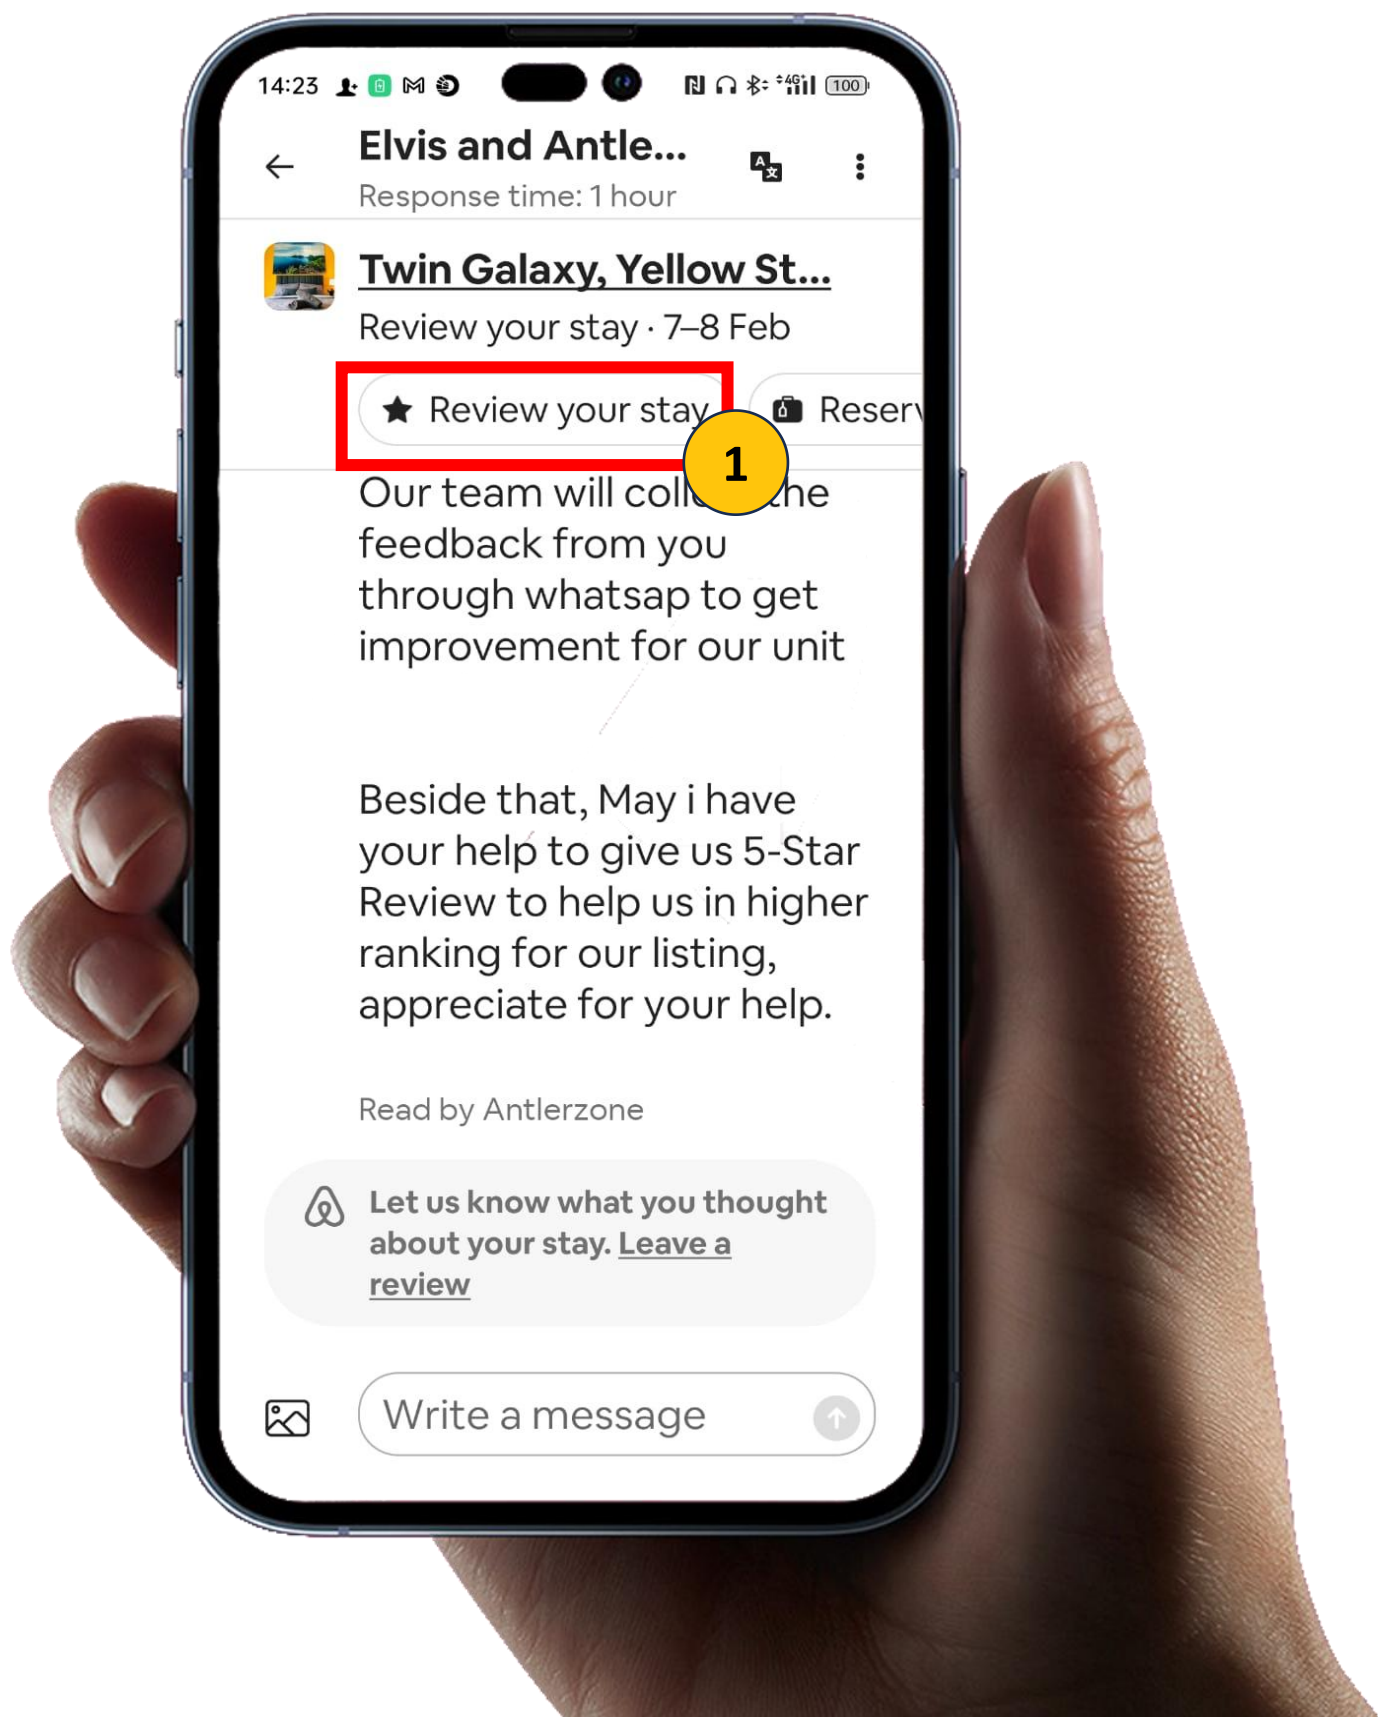 14:23
4G
100
Elvis and Antle...
Response time: 1 hour
Twin Galaxy, Yellow St...
Review your stay · 7–8 Feb
Review your stay
Reserv
1
Our team will coll the
feedback from you
through whatsap to get
improvement for our unit
Beside that, May i have
your help to give us 5-Star
Review to help us in higher
ranking for our listing,
appreciate for your help.
Read by Antlerzone
Let us know what you thought
about your stay. Leave a
review
Write a message